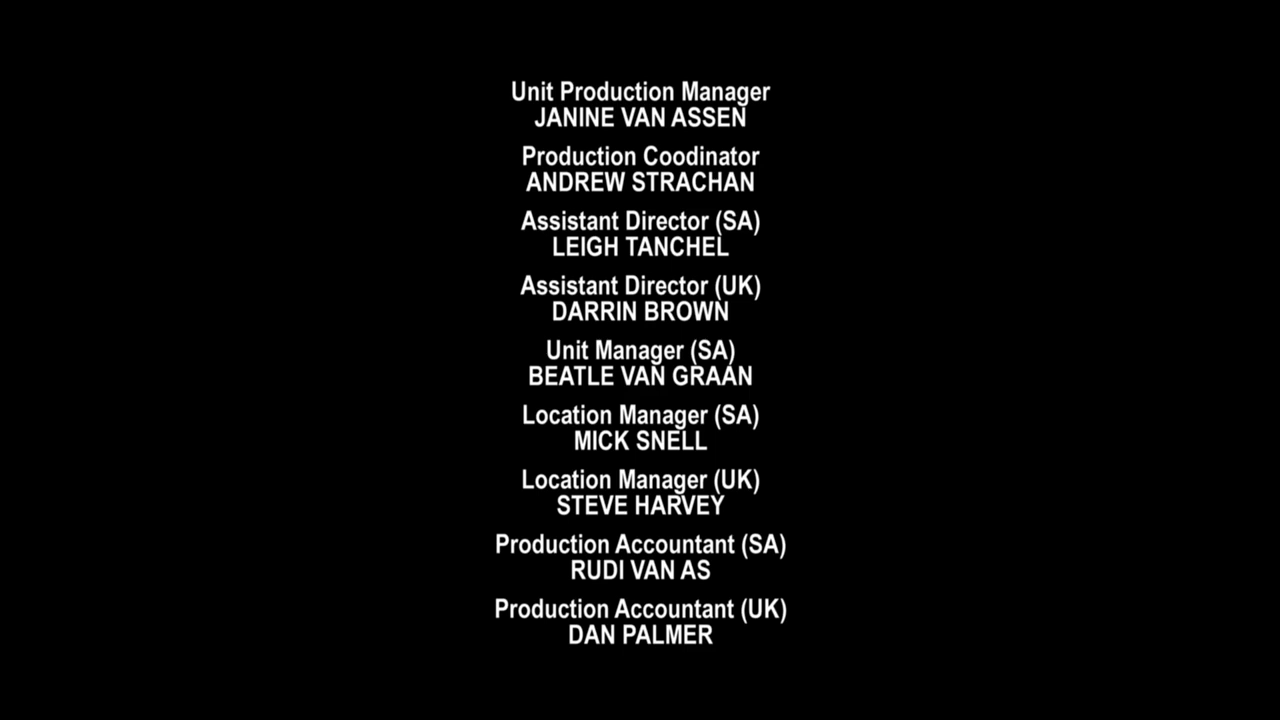 Unit Production Manager
JANINE VAN ASSEN
Production Coodinator
ANDREW STRACHAN
Assistant Director (SA)
LEIGH TANCHEL
Assistant Director (UK)
DARRIN BROWN
Unit Manager (SA)
BEATLE VAN GRAAN
Location Manager (SA)
MICK SNELL
Location Manager (UK)
STEVE HARVEY
Production Accountant (SA)
RUDI VAN AS
Production Accountant (UK)
DAN PALMER